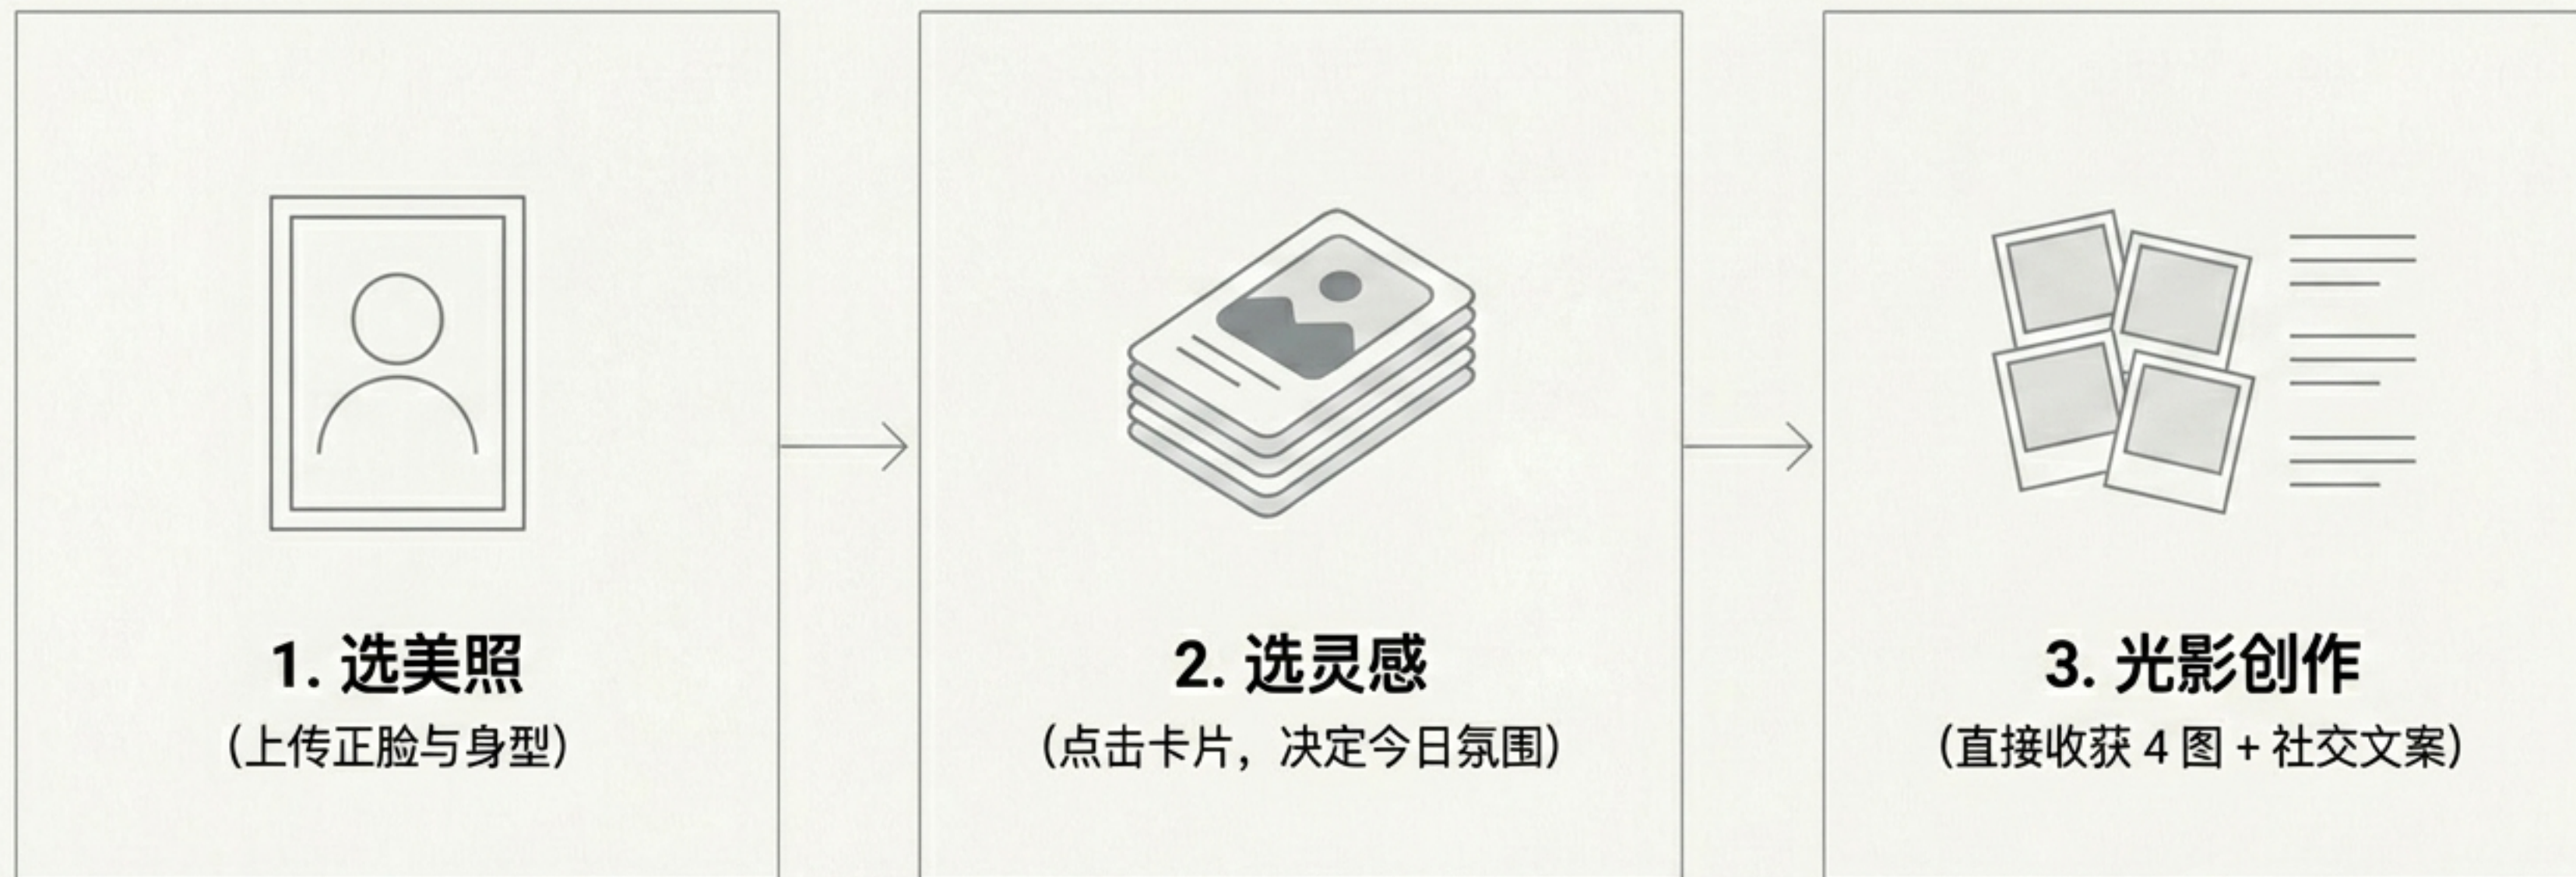 1. 选美照
（上传正脸与身型）
2. 选灵感
（点击卡片，决定今日氛围）
3. 光影创作
（直接收获 4 图 + 社交文案）